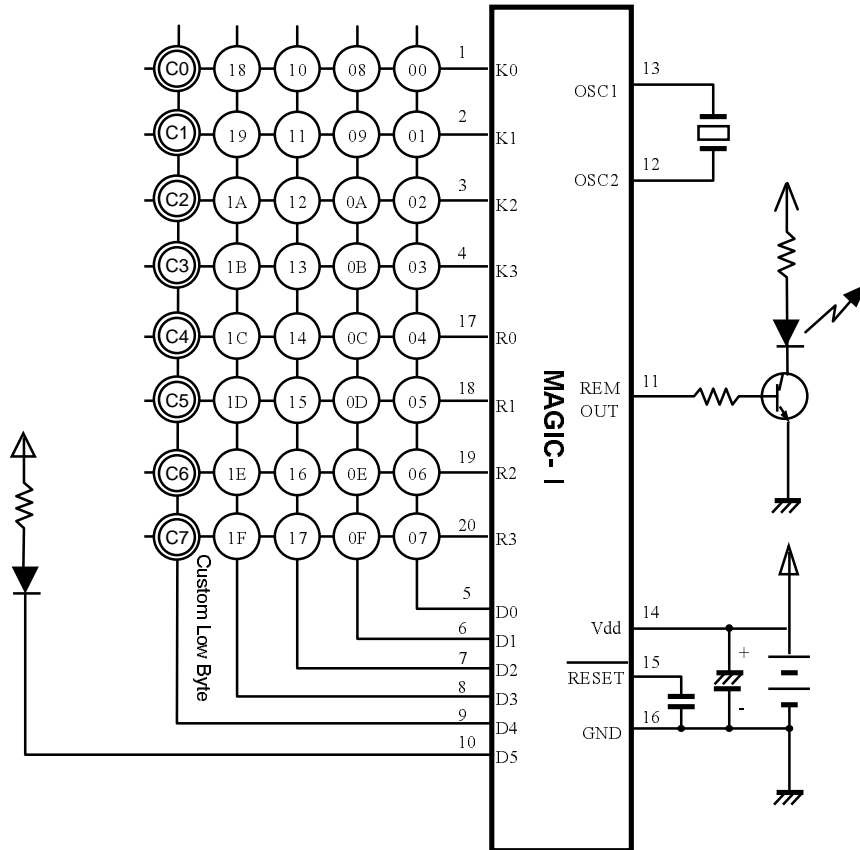 C0 18 10 08 00 1 K0
C1 19 11 09 01 2 K1
C2 1A 12 0A 02 3 K2
C3 1B 13 0B 03 4 K3
C4 1C 14 0C 04 17 R0
C5 1D 15 0D 05 18 R1
C6 1E 16 0E 06 19 R2
C7 1F 17 0F 07 20 R3
Custom Low Byte
5 D0
6 D1
7 D2
8 D3
9 D4
10 D5
MAGIC- I
OSC1 13
OSC2 12
REM 11
OUT
Vdd 14
RESET 15
GND 16
+
-